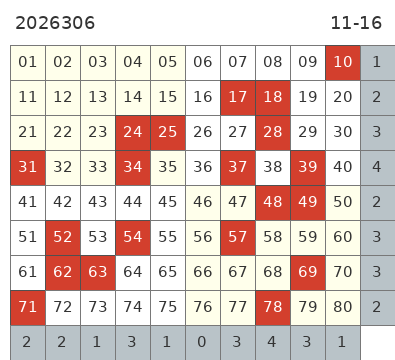 2026306 11-16
01 02 03 04 05 06 07 08 09 10 1
11 12 13 14 15 16 17 18 19 20 2
21 22 23 24 25 26 27 28 29 30 3
31 32 33 34 35 36 37 38 39 40 4
41 42 43 44 45 46 47 48 49 50 2
51 52 53 54 55 56 57 58 59 60 3
61 62 63 64 65 66 67 68 69 70 3
71 72 73 74 75 76 77 78 79 80 2
2 2 1 3 1 0 3 4 3 1